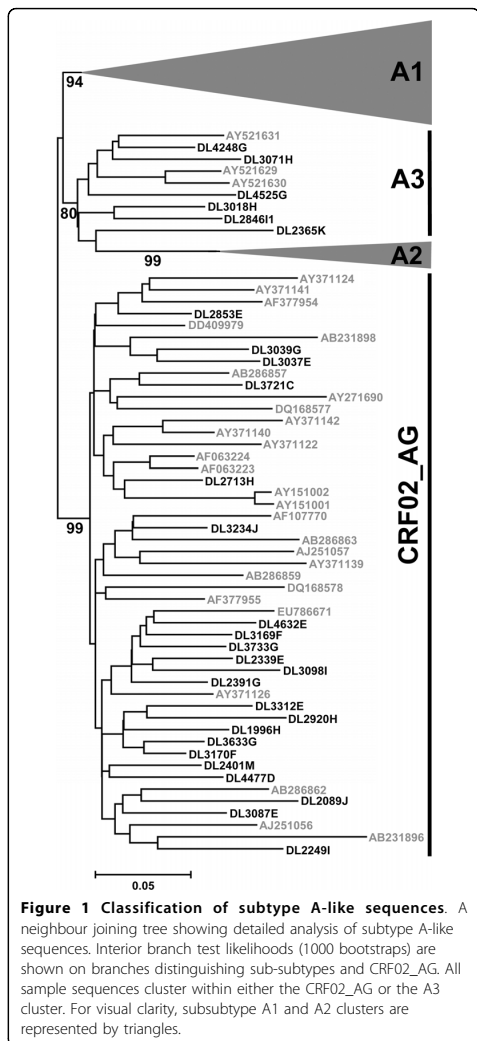 94
A1
AY521631
DL4248G
DL3071H
AY521629
AY521630
DL4525G
A3
80
DL3018H
DL2846I1
DL2365K
99
A2
AY371124
AY371141
AF377954
DL2853E
DD409979
AB231898
DL3039G
DL3037E
AB286857
DL3721C
AY271690
DQ168577
AY371142
AY371140
AY371122
AF063224
AF063223
DL2713H
AY151002
AY151001
99
AF107770
DL3234J
AB286863
AJ251057
AY371139
AB286859
DQ168578
AF377955
EU786671
DL4632E
DL3169F
DL3733G
DL2339E
DL3098I
DL2391G
AY371126
DL3312E
DL2920H
DL1996H
DL3633G
DL3170F
DL2401M
DL4477D
AB286862
DL2089J
DL3087E
AJ251056
AB231896
DL2249I
CRF02_AG
0.05
Figure 1 Classification of subtype A-like sequences. A
neighbour joining tree showing detailed analysis of subtype A-like
sequences. Interior branch test likelihoods (1000 bootstraps) are
shown on branches distinguishing sub-subtypes and CRF02_AG. All
sample sequences cluster within either the CRF02_AG or the A3
cluster. For visual clarity, subsubtype A1 and A2 clusters are
represented by triangles.